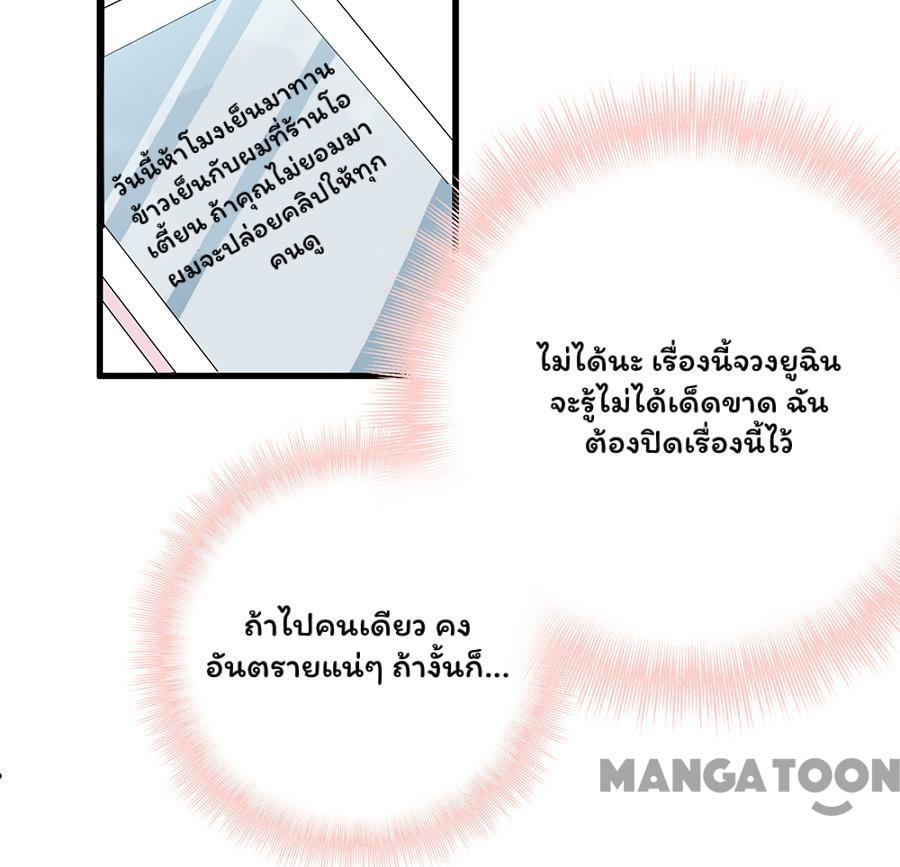 วันนี้ห้าโมงเย็นมาทาน
ข้าวเย็นกับผมที่ร้านโอ
เตี้ยน ถ้าคุณไม่ยอมมา
ผมจะปล่อยคลิปให้ทุก
คนดู
ไม่ได้นะ เรื่องนี้จวงยูฉิน
จะรู้ไม่ได้เด็ดขาด ฉัน
ต้องปิดเรื่องนี้ไว้
ถ้าไปคนเดียว คง
อันตรายแน่ๆ ถ้างั้นก็...
MANGATOON